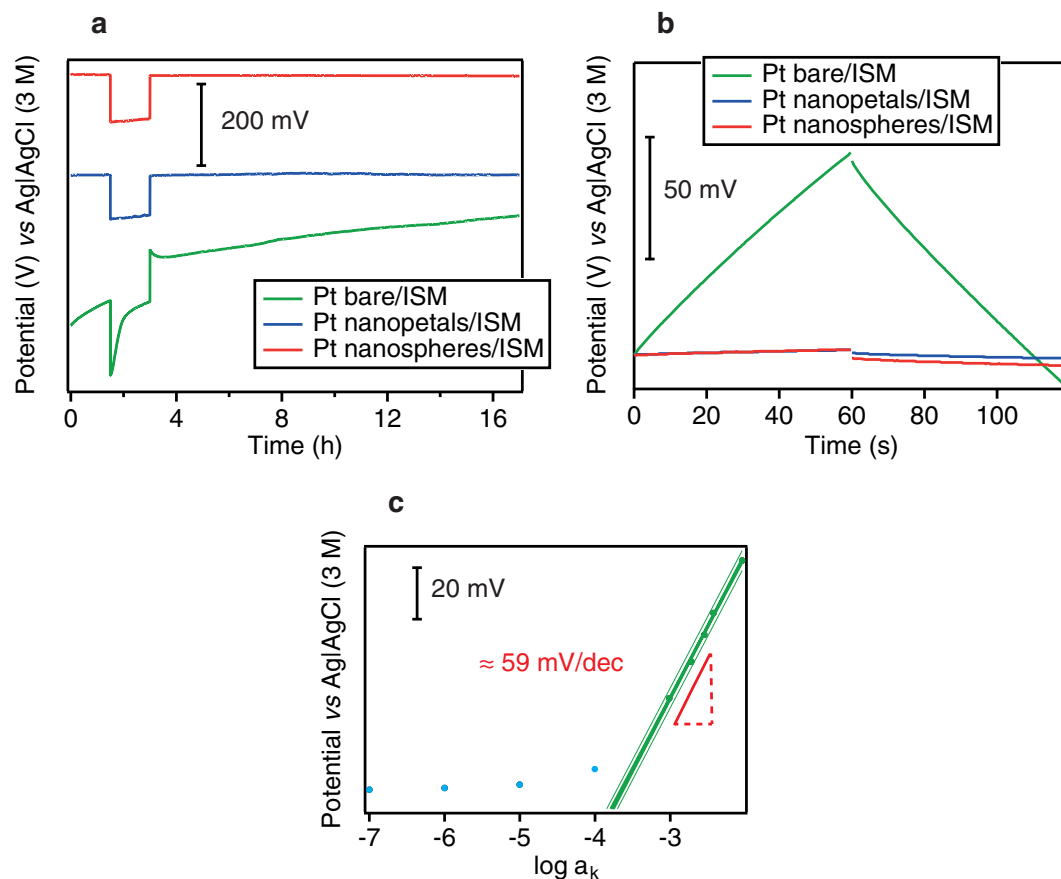 a
Potential (V) vs Ag|AgCl (3 M)
200 mV
Pt bare/ISM
Pt nanopetals/ISM
Pt nanospheres/ISM
0
4
8
12
16
Time (h)
b
Potential (V) vs Ag|AgCl (3 M)
Pt bare/ISM
Pt nanopetals/ISM
Pt nanospheres/ISM
50 mV
0
20
40
60
80
100
Time (s)
c
Potential vs Ag|AgCl (3 M)
20 mV
≈ 59 mV/dec
-7
-6
-5
-4
-3
log aₖ